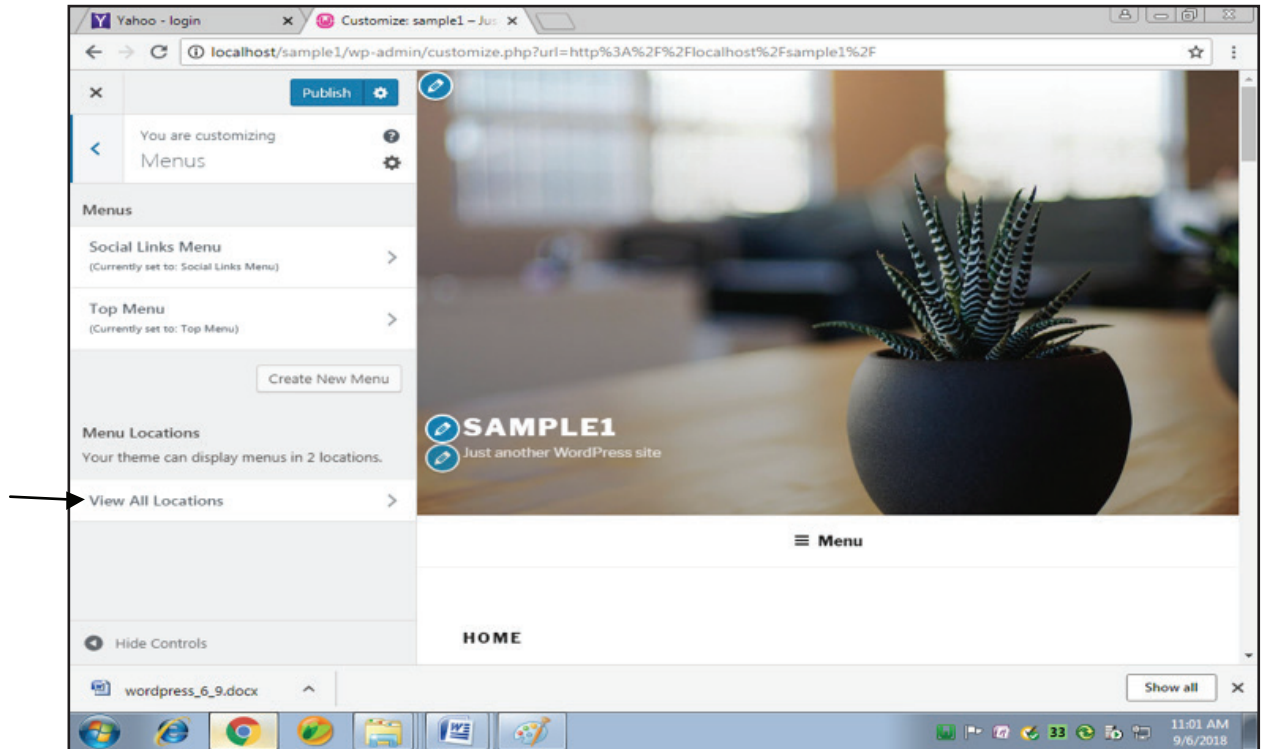 Yahoo - login
Customize: sample1 – Jus
localhost/sample1/wp-admin/customize.php?url=http%3A%2F%2Flocalhost%2Fsample1%2F
Publish
You are customizing
Menus
Menus
Social Links Menu
(Currently set to: Social Links Menu)
Top Menu
(Currently set to: Top Menu)
Create New Menu
Menu Locations
Your theme can display menus in 2 locations.
View All Locations
Hide Controls
SAMPLE1
Just another WordPress site
Menu
HOME
wordpress_6_9.docx
Show all
33
11:01 AM
9/6/2018